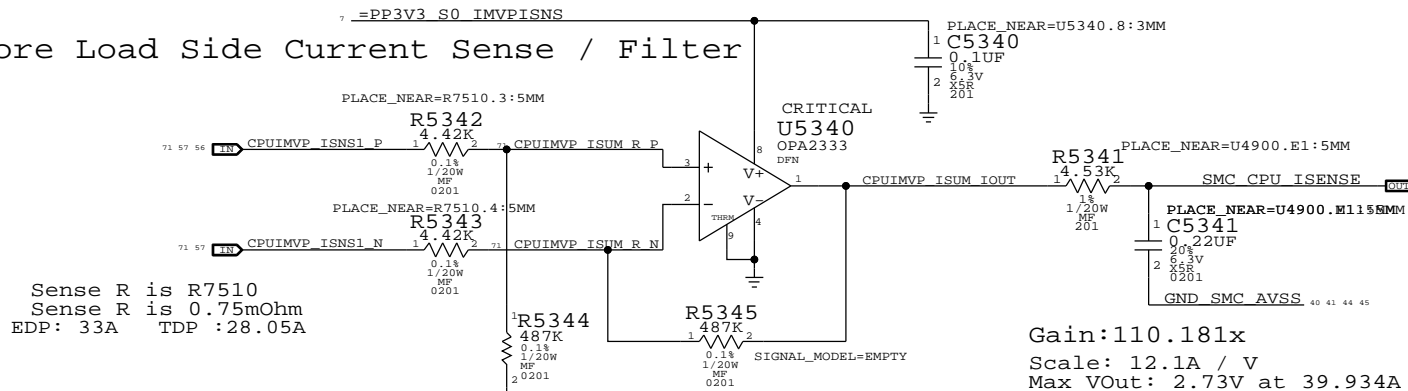 7 =PP3V3_S0_IMVPISNS
ore Load Side Current Sense / Filter
PLACE_NEAR=U5340.8:3MM
1 C5340
0.1UF
10%
6.3V
2 X5R
201
PLACE_NEAR=R7510.3:5MM
R5342
4.42K
71 57 56 IN CPUIMVP_ISNS1_P 1 2 71 CPUIMVP_ISUM_R_P 3
0.1%
1/20W
MF
0201
CRITICAL
U5340
OPA2333
DFN
8
+
V+
1 CPUIMVP_ISUM_IOUT
2
−
V−
THRM
9 4
PLACE_NEAR=U4900.E1:5MM
R5341
4.53K
1 2 SMC_CPU_ISENSE OUT
1%
1/20W
MF
201
1 C5341
0.22UF
20%
6.3V
2 X5R
0201
GND_SMC_AVSS 40 41 44 45
PLACE_NEAR=R7510.4:5MM
R5343
4.42K
71 57 IN CPUIMVP_ISNS1_N 1 2 71 CPUIMVP_ISUM_R_N
0.1%
1/20W
MF
0201
Sense R is R7510
Sense R is 0.75mOhm
EDP: 33A TDP :28.05A
1 R5344
487K
0.1%
1/20W
MF
2 0201
R5345
487K
1 2
0.1%
1/20W
MF
0201
SIGNAL_MODEL=EMPTY
Gain:110.181x
Scale: 12.1A / V
Max VOut: 2.73V at 39.934A